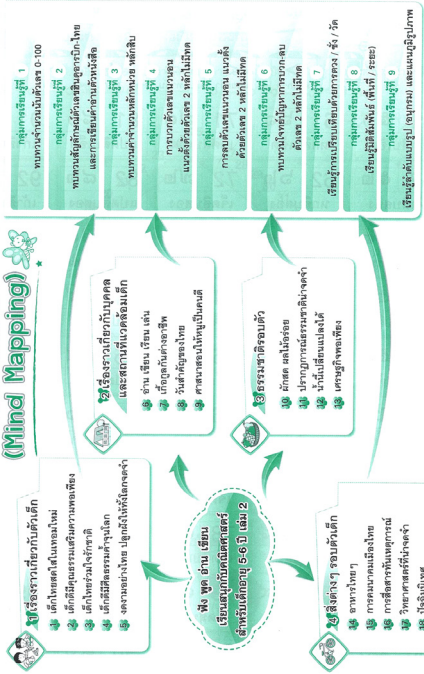 (Mind Mapping)
ฟัง พูด อ่าน เขียน
เรียนสนุกกับคณิตศาสตร์
สำหรับเด็กอายุ 5-6 ปี เล่ม 2
1 เรื่องราวเกี่ยวกับตัวเด็ก
1 เด็กไทยสดใสในเทอมใหม่
2 เด็กดีมีคุณธรรมเสริมความพอเพียง
3 เด็กไทยร่วมใจรักชาติ
4 เด็กดีมีศีลธรรมค้ำจุนโลก
5 งดงามอย่างไทย ปลูกฝังให้ทั้งโลกจดจำ
2 เรื่องราวเกี่ยวกับบุคคล
และสถานที่แวดล้อมเด็ก
6 อ่าน เขียน เรียน เล่น
7 เกื้อกูลกันต่างอาชีพ
8 วันสำคัญของไทย
9 ศาสนาสอนให้หนูเป็นคนดี
3 ธรรมชาติรอบตัว
10 ผักสด ผลไม้อร่อย
11 ปรากฏการณ์ธรรมชาติน่าจดจำ
12 น้ำนี้เปลี่ยนแปลงได้
13 เศรษฐกิจพอเพียง
4 สิ่งต่างๆ รอบตัวเด็ก
14 อาหารไทยๆ
15 การคมนาคมเมืองไทย
16 การสื่อสารทันเหตุการณ์
17 วิทยาศาสตร์ที่น่าจดจำ
กลุ่มการเรียนรู้ที่ 1
ทบทวนจำนวนนับตัวเลข 0-100
กลุ่มการเรียนรู้ที่ 2
ทบทวนสัญลักษณ์ตัวเลขฮินดูอารบิก-ไทย
และการเขียนคำอ่านตัวหนังสือ
กลุ่มการเรียนรู้ที่ 3
ทบทวนค่าจำนวนหลักหน่วย หลักสิบ
กลุ่มการเรียนรู้ที่ 4
การบวกตัวเลขแนวนอน
แนวตั้งด้วยตัวเลข 2 หลักไม่มีทด
กลุ่มการเรียนรู้ที่ 5
การลบตัวเลขแนวนอน แนวตั้ง
ด้วยตัวเลข 2 หลักไม่มีทด
กลุ่มการเรียนรู้ที่ 6
ทบทวนโจทย์ปัญหาการบวก-ลบ
ตัวเลข 2 หลักไม่มีทด
กลุ่มการเรียนรู้ที่ 7
เรียนรู้การเปรียบเทียบด้วยการตวง / ชั่ง / วัด
กลุ่มการเรียนรู้ที่ 8
เรียนรู้มิติสัมพันธ์ (พื้นที่ / ระยะ)
กลุ่มการเรียนรู้ที่ 9
เรียนรู้ลำดับแบบรูป (อนุกรม) และแผนภูมิรูปภาพ